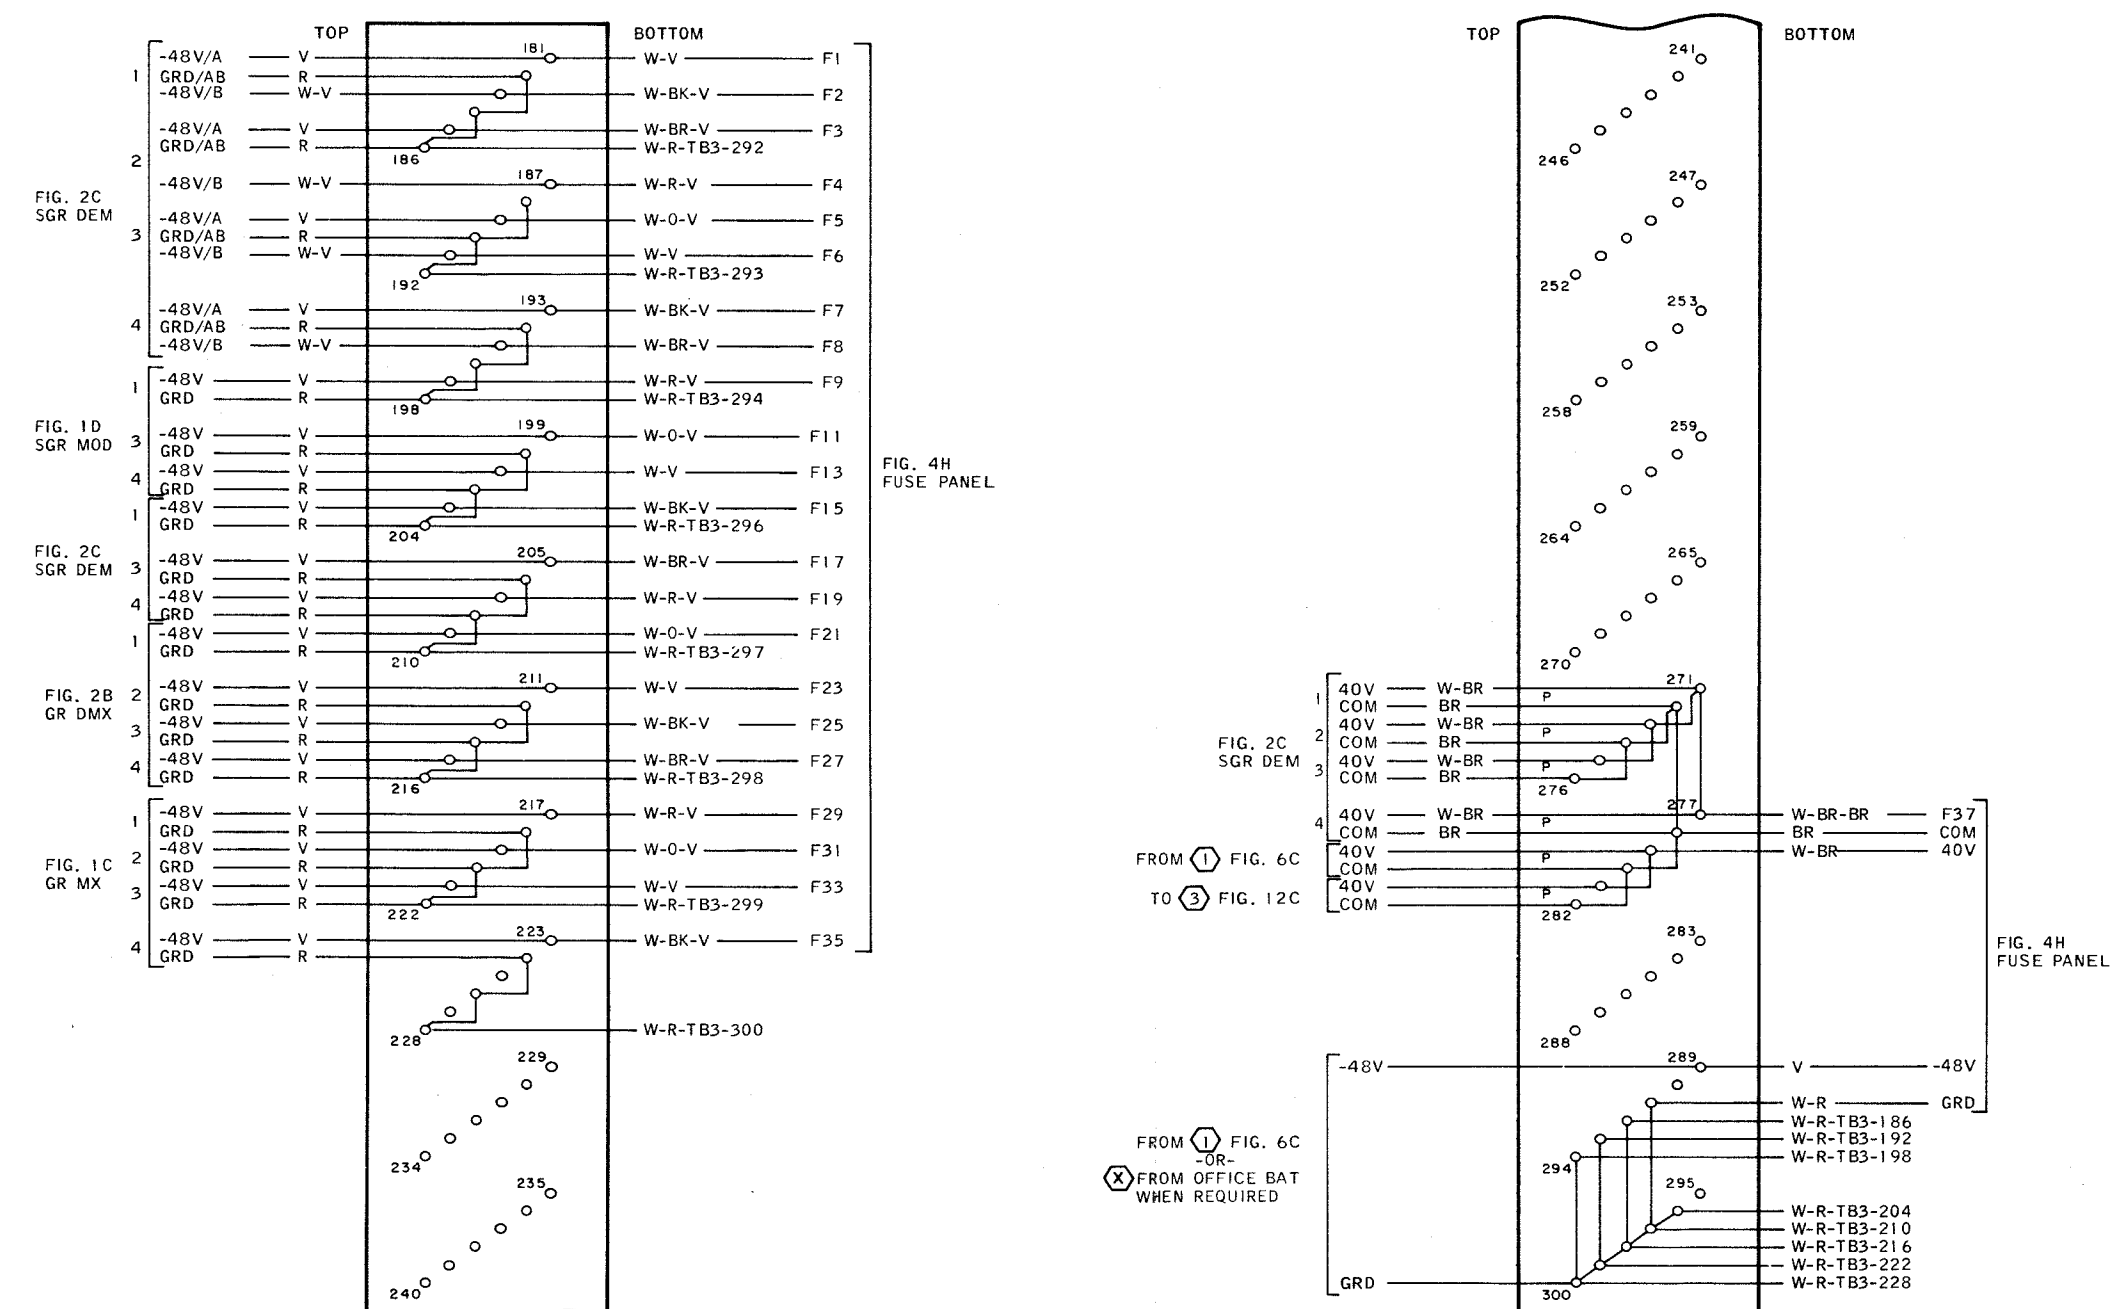 TOP BOTTOM
-48V/A V 181 W-V F1
1 GRD/AB R
-48V/B W-V W-BK-V F2
-48V/A V W-BR-V F3
GRD/AB R 186 W-R-TB3-292
2
-48V/B W-V 187 W-R-V F4
FIG. 2C
SGR DEM
-48V/A V W-O-V F5
3 GRD/AB R
-48V/B W-V W-V F6
192 W-R-TB3-293
-48V/A V 193 W-BK-V F7
4 GRD/AB R
-48V/B W-V W-BR-V F8
1 -48V V W-R-V F9
GRD R 198 W-R-TB3-294
FIG. 1D
SGR MOD
3 -48V V 199 W-O-V F11
GRD R
4 -48V V W-V F13
GRD R
1 -48V V W-BK-V F15
GRD R 204 W-R-TB3-296
FIG. 2C
SGR DEM
3 -48V V 205 W-BR-V F17
GRD R
4 -48V V W-R-V F19
GRD R
1 -48V V W-O-V F21
GRD R 210 W-R-TB3-297
FIG. 2B
GR DMX
2 -48V V 211 W-V F23
GRD R
3 -48V V W-BK-V F25
GRD R
4 -48V V W-BR-V F27
GRD R 216 W-R-TB3-298
1 -48V V 217 W-R-V F29
GRD R
FIG. 1C
GR MX
2 -48V V W-O-V F31
GRD R
3 -48V V W-V F33
GRD R 222 W-R-TB3-299
4 -48V V 223 W-BK-V F35
GRD R
228 W-R-TB3-300
229
234
235
240
FIG. 4H
FUSE PANEL
TOP BOTTOM
241
246
247
252
253
258
259
264
265
270
FIG. 2C
SGR DEM
1 40V W-BR P 271
COM BR
2 40V W-BR P
COM BR
3 40V W-BR P
COM BR 276
4 40V W-BR P 277 W-BR-BR F37
COM BR BR COM
FROM 1 FIG. 6C
40V P W-BR 40V
COM
TO 3 FIG. 12C
40V P
COM 282
283
288
FIG. 4H
FUSE PANEL
-48V 289 V -48V
W-R GRD
W-R-TB3-186
W-R-TB3-192
294 W-R-TB3-198
FROM 1 FIG. 6C
-OR-
X FROM OFFICE BAT
WHEN REQUIRED
295
W-R-TB3-204
W-R-TB3-210
W-R-TB3-216
W-R-TB3-222
GRD 300 W-R-TB3-228